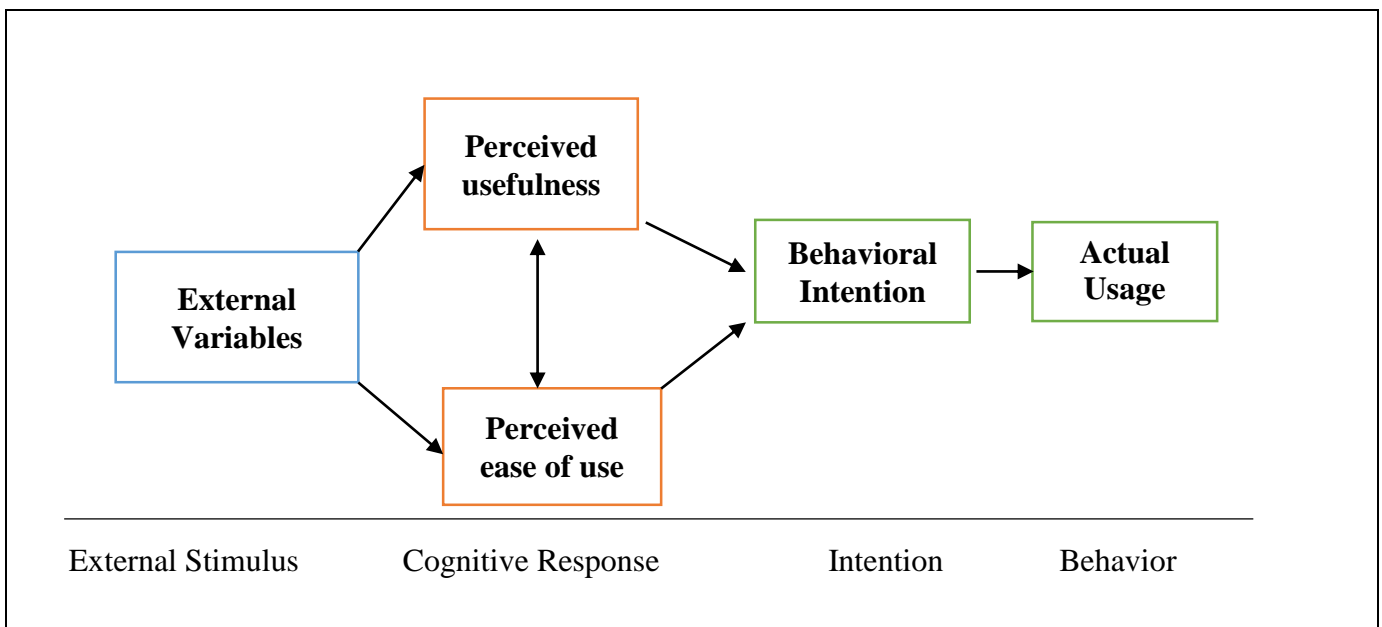 Perceived
usefulness
External
Variables
Perceived
ease of use
Behavioral
Intention
Actual
Usage
External Stimulus
Cognitive Response
Intention
Behavior